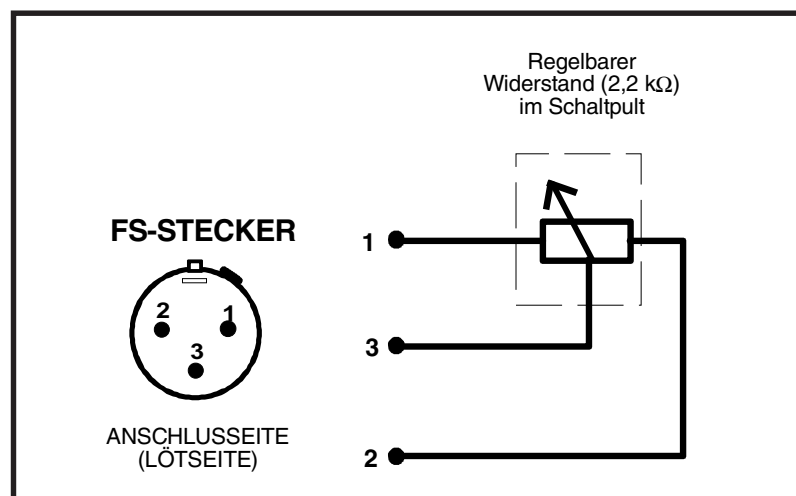 Regelbarer
Widerstand (2,2 kΩ)
im Schaltpult
FS-STECKER
2
1
3
ANSCHLUSSEITE
(LÖTSEITE)
1
3
2